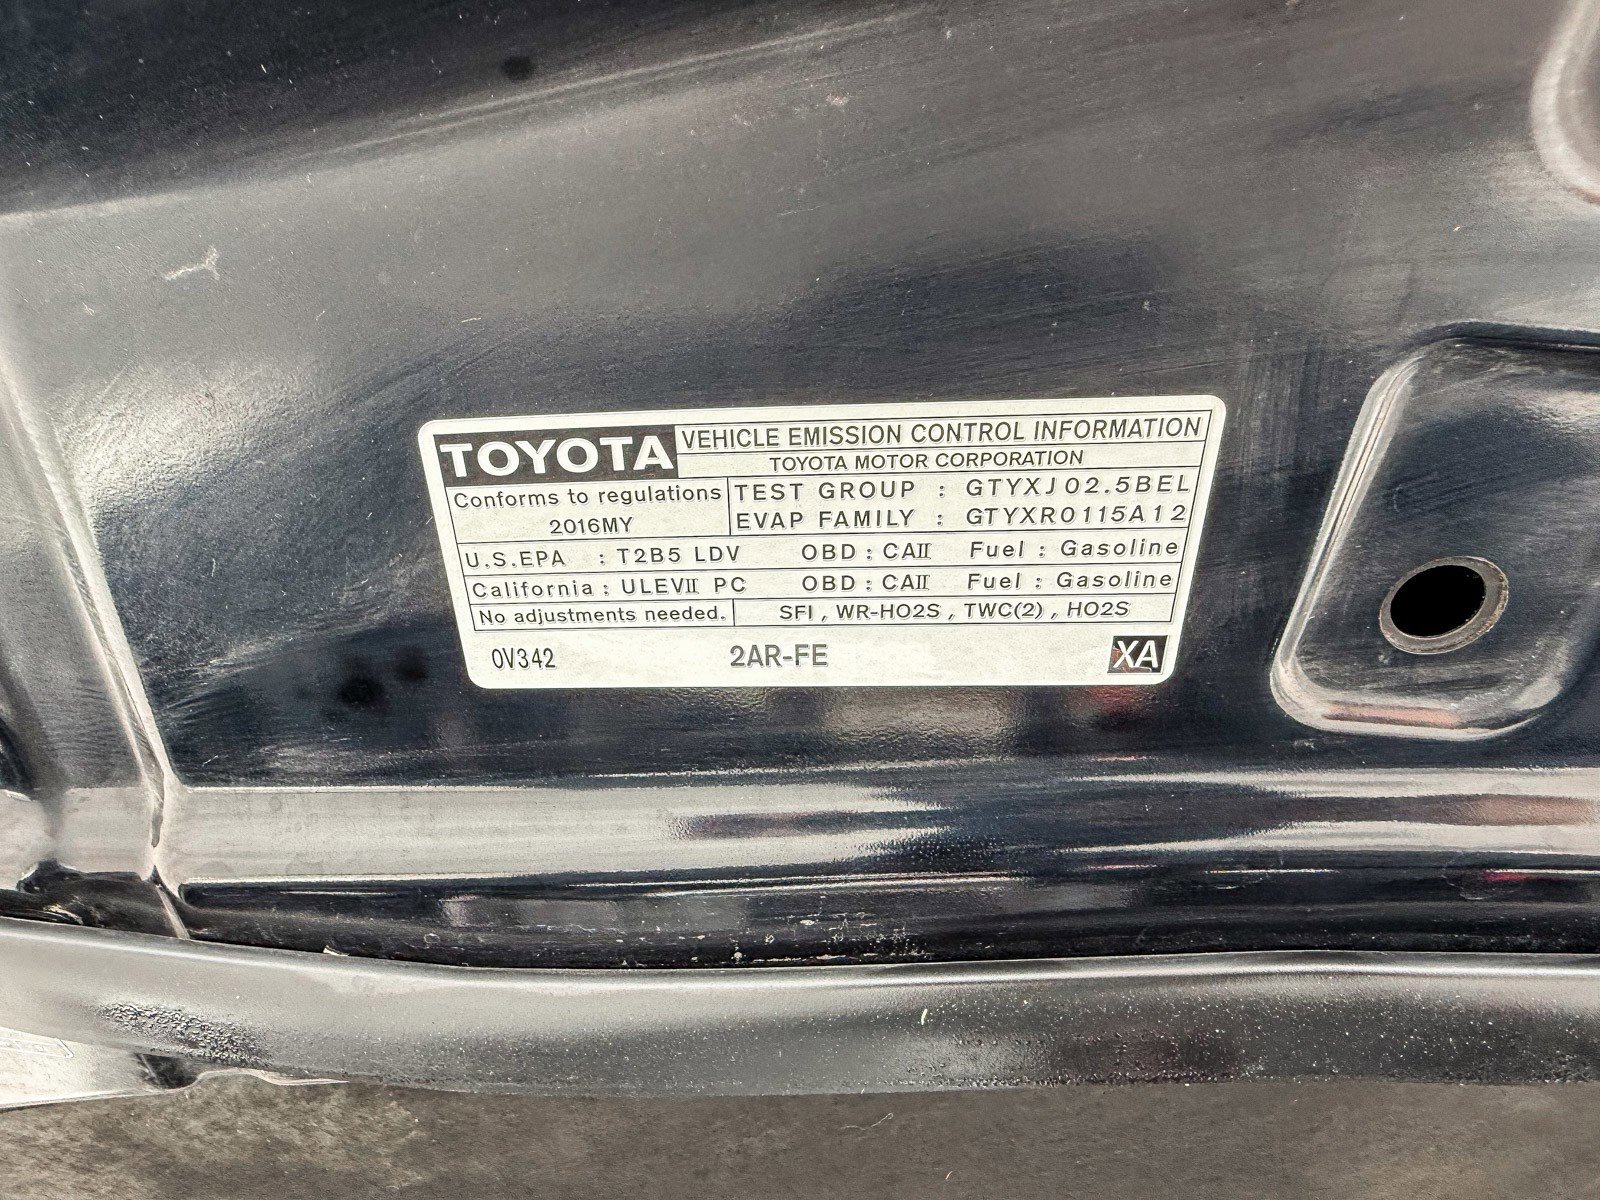 TOYOTA VEHICLE EMISSION CONTROL INFORMATION
TOYOTA MOTOR CORPORATION
Conforms to regulations
2016MY
TEST GROUP : GTYXJ02.5BEL
EVAP FAMILY : GTYXR0115A12
U.S.EPA : T2B5 LDV OBD : CAII Fuel : Gasoline
California : ULEVII PC OBD : CAII Fuel : Gasoline
No adjustments needed. SFI , WR-HO2S , TWC(2) , HO2S
0V342 2AR-FE XA